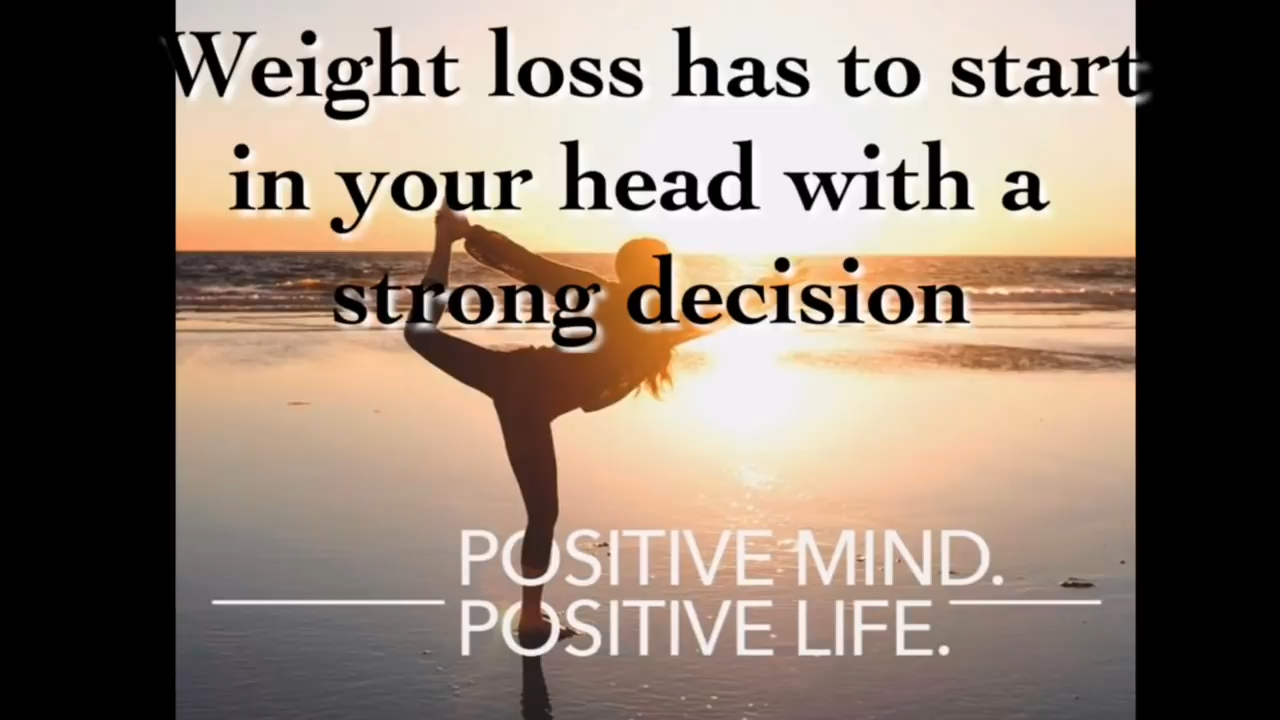 Weight loss has to start
in your head with a
strong decision
POSITIVE MIND.
POSITIVE LIFE.